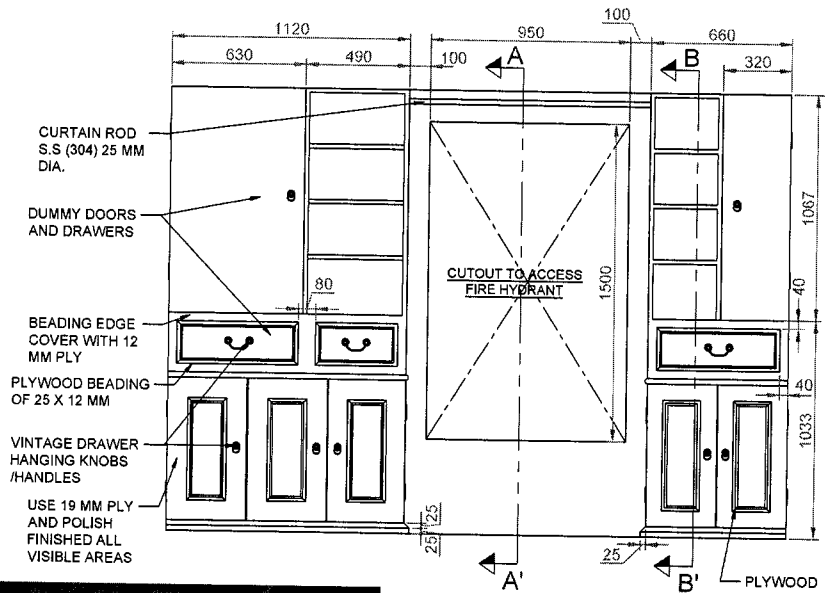 1120
950
100
660
630
490
100
A
B
320
CURTAIN ROD
S.S (304) 25 MM
DIA.
DUMMY DOORS
AND DRAWERS
1067
CUTOUT TO ACCESS
FIRE HYDRANT
1500
80
40
BEADING EDGE
COVER WITH 12
MM PLY
PLYWOOD BEADING
OF 25 X 12 MM
40
1033
VINTAGE DRAWER
HANGING KNOBS
/HANDLES
USE 19 MM PLY
AND POLISH
FINISHED ALL
VISIBLE AREAS
25
25
25
A'
B'
PLYWOOD